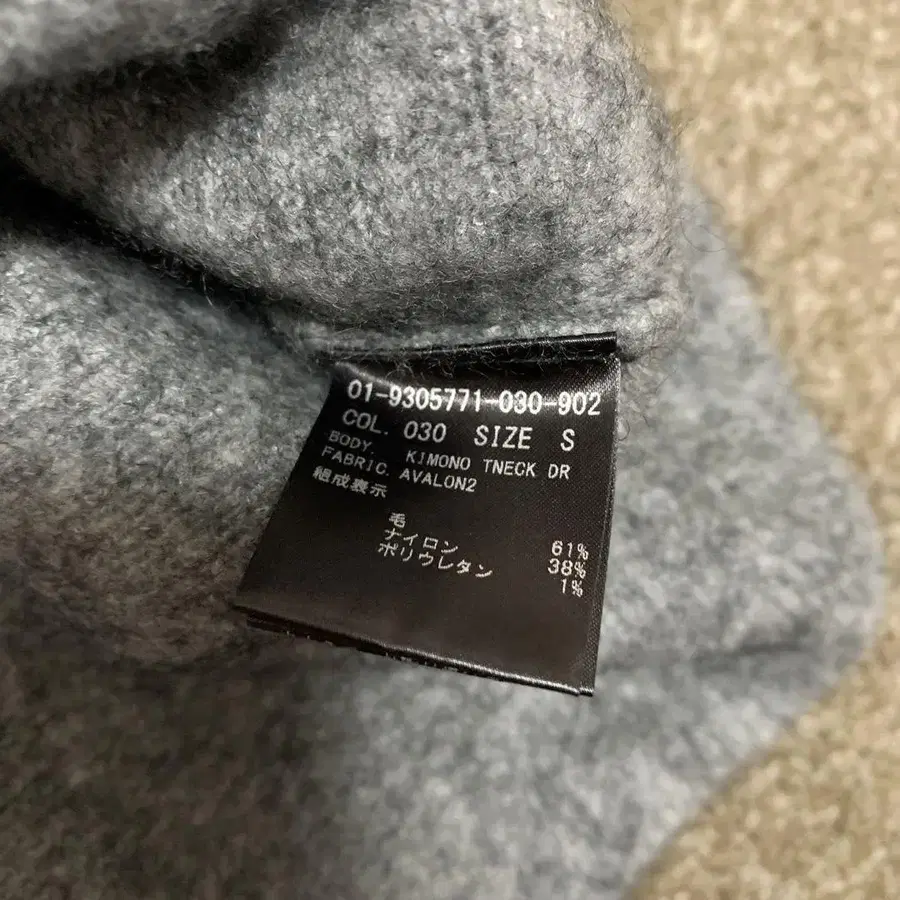 01-9305771-030-902
COL. 030 SIZE S
BODY. KIMONO TNECK DR
FABRIC. AVALON2
組成表示
毛 61%
ナイロン 38%
ポリウレタン 1%